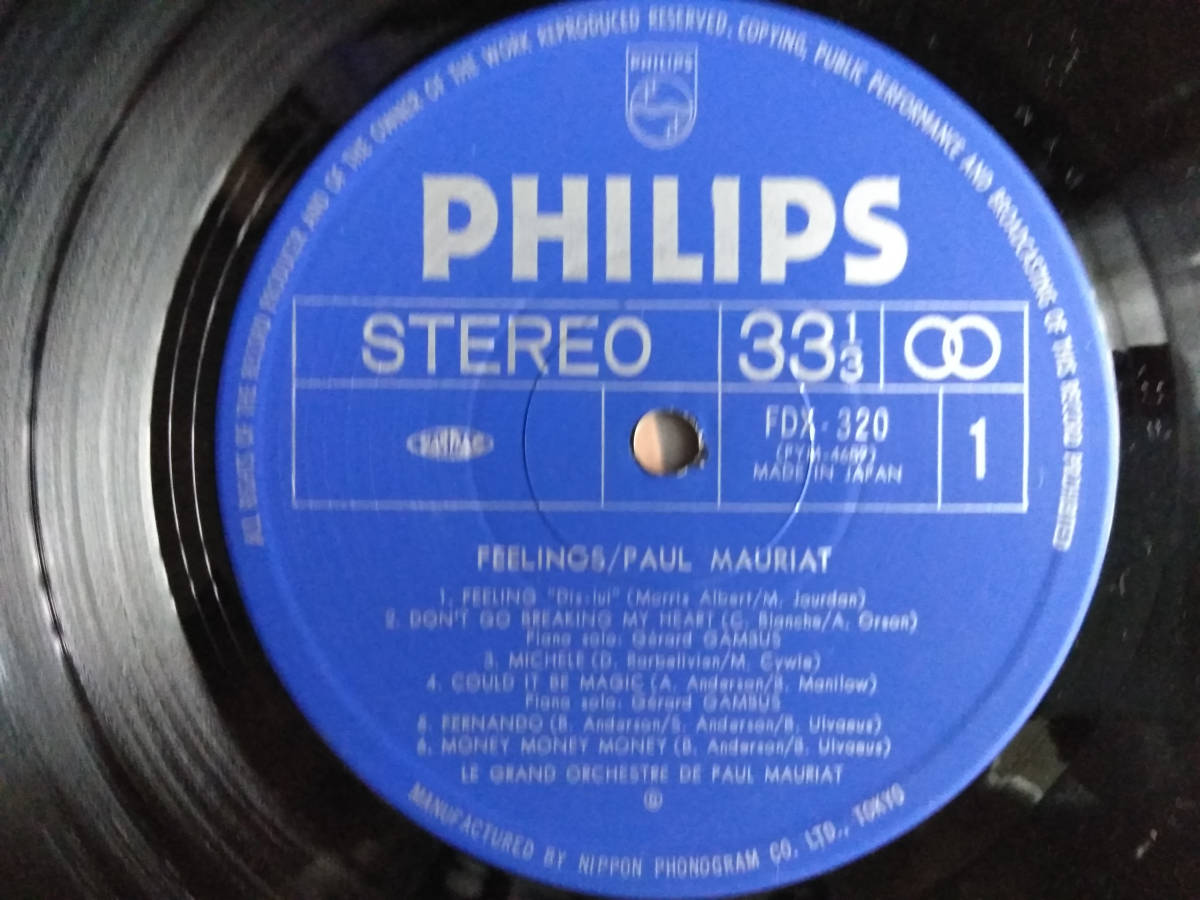 ALL RIGHTS OF THE RECORD PRODUCER AND OF THE OWNER OF THE WORK REPRODUCED RESERVED, COPYING, PUBLIC PERFORMANCE AND BROADCASTING OF THIS RECORD PROHIBITED
PHILIPS
PHILIPS
STEREO
33 1/3
FDX-320
MADE IN JAPAN
1
FEELINGS/PAUL MAURIAT
1. FEELING "Dis-lui" (Morris Albert/M. Jourdan)
2. DON'T GO BREAKING MY HEART (C. Blanche/A. Orson)
Piano solo: Gérard GAMBUS
3. MICHELE (D. Barbelivien/M. Cywie)
4. COULD IT BE MAGIC (A. Anderson/B. Manilow)
Piano solo: Gérard GAMBUS
5. FERNANDO (B. Anderson/S. Anderson/B. Ulvaeus)
6. MONEY MONEY MONEY (B. Anderson/B. Ulvaeus)
LE GRAND ORCHESTRE DE PAUL MAURIAT
MANUFACTURED BY NIPPON PHONOGRAM CO. LTD., TOKYO